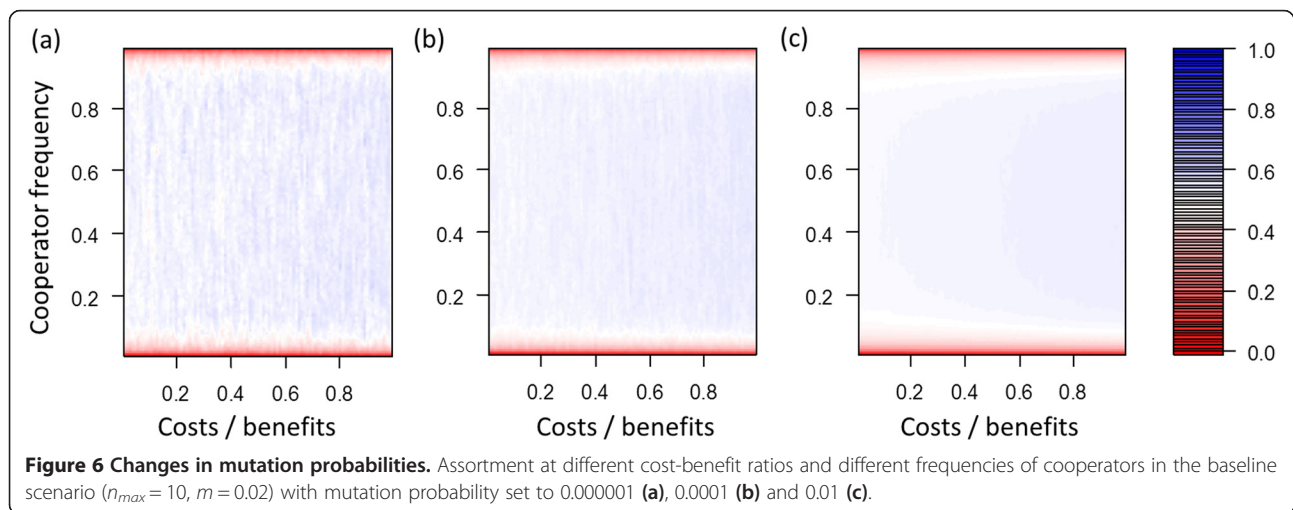 (a) (b) (c)
1.0
0.8 0.8 0.8 0.8
0.6 0.6 0.6 0.6
0.4 0.4 0.4 0.4
0.2 0.2 0.2 0.2
0.0
Cooperator frequency
0.2 0.4 0.6 0.8 0.2 0.4 0.6 0.8 0.2 0.4 0.6 0.8
Costs / benefits Costs / benefits Costs / benefits
Figure 6 Changes in mutation probabilities. Assortment at different cost-benefit ratios and different frequencies of cooperators in the baseline
scenario (nmax = 10, m = 0.02) with mutation probability set to 0.000001 (a), 0.0001 (b) and 0.01 (c).